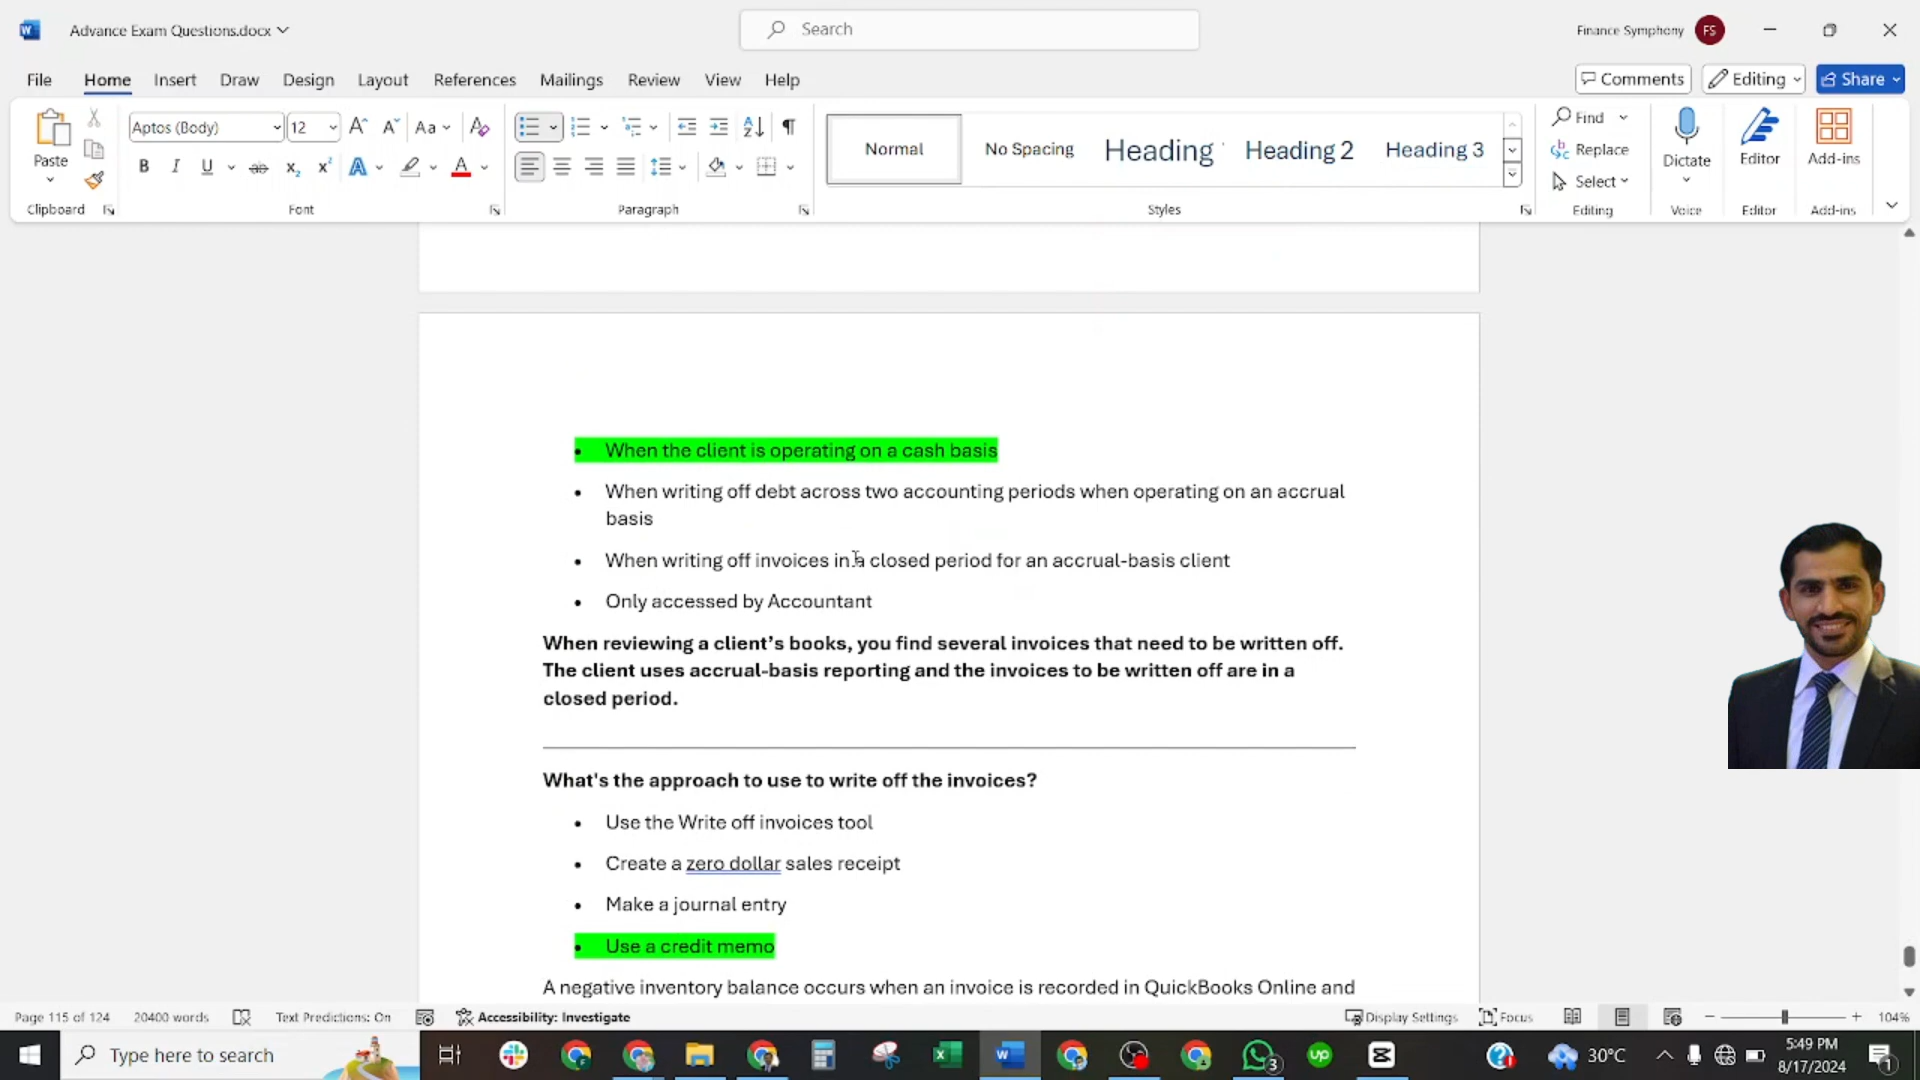 Advance Exam Questions.docx
Search
Finance Symphony FS
File Home Insert Draw Design Layout References Mailings Review View Help
Comments Editing Share
Paste
Aptos (Body) 12
Normal No Spacing Heading Heading 2 Heading 3
Find
Replace
Select
Dictate
Editor
Add-ins
Clipboard Font Paragraph Styles Editing Voice Editor Add-ins
• When the client is operating on a cash basis
• When writing off debt across two accounting periods when operating on an accrual
basis
• When writing off invoices in a closed period for an accrual-basis client
• Only accessed by Accountant
When reviewing a client’s books, you find several invoices that need to be written off.
The client uses accrual-basis reporting and the invoices to be written off are in a
closed period.
What's the approach to use to write off the invoices?
• Use the Write off invoices tool
• Create a zero dollar sales receipt
• Make a journal entry
• Use a credit memo
A negative inventory balance occurs when an invoice is recorded in QuickBooks Online and
Page 115 of 124 20400 words Text Predictions: On Accessibility: Investigate Display Settings Focus 104%
Type here to search
30°C
5:49 PM
8/17/2024